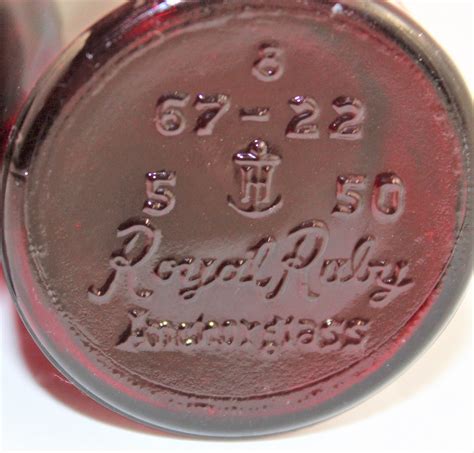 8
67-22
5 H 50
Royal Ruby
Anchorglass